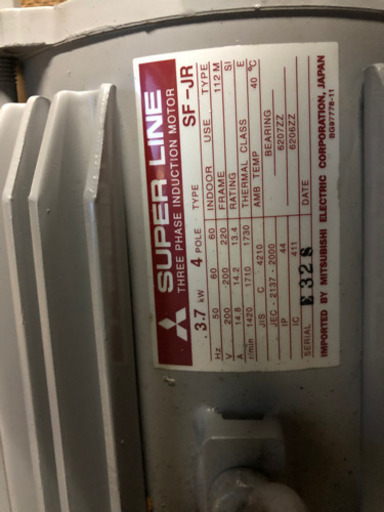 SUPER LINE
THREE PHASE INDUCTION MOTOR
3.7 kW 4 POLE TYPE SF-JR
Hz 50 60 60 INDOOR USE TYPE
V 200 200 220 FRAME 112M
A 14.8 14.2 13.4 RATING S1
r/min 1420 1710 1730 THERMAL CLASS E
JIS C 4210 AMB TEMP 40 °C
JEC-2137-2000 BEARING
IP 44 6207ZZ
IC 411 6206ZZ
SERIAL DATE
IMPORTED BY MITSUBISHI ELECTRIC CORPORATION, JAPAN
BG97778-11